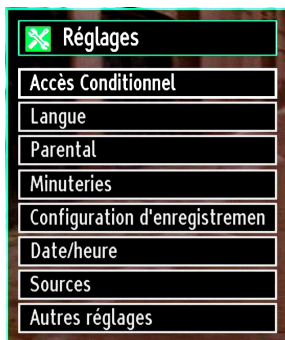 Réglages
Accès Conditionnel
Langue
Parental
Minuteries
Configuration d'enregistremen
Date/heure
Sources
Autres réglages